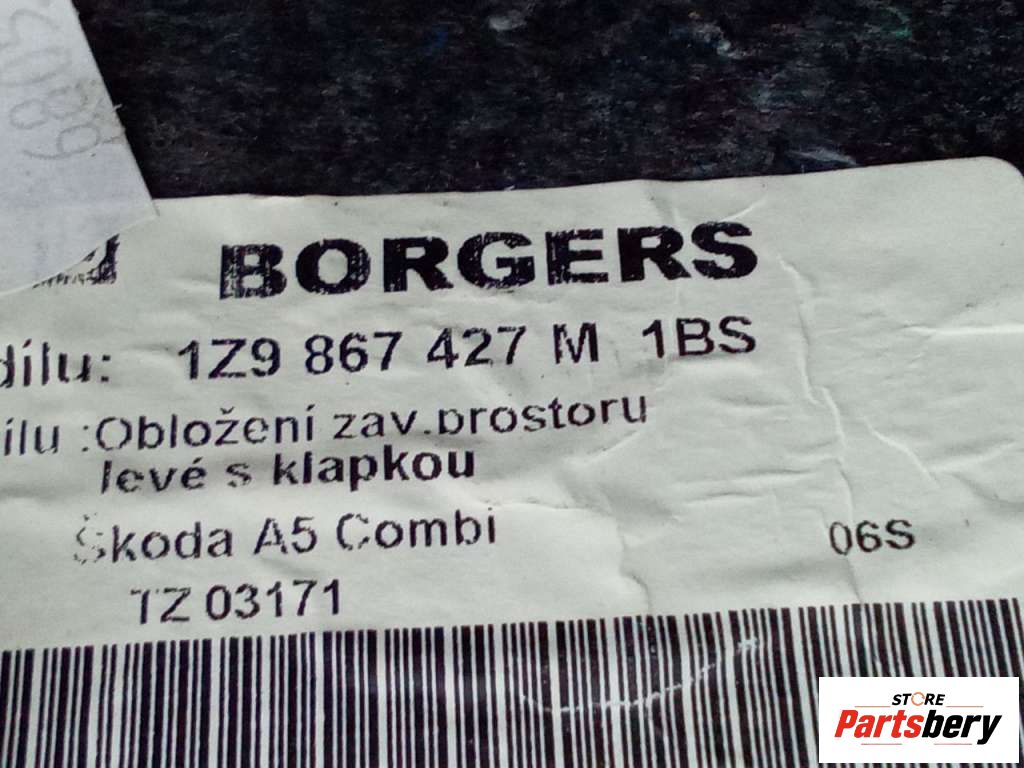 BORGERS
dílu: 1Z9 867 427 M 1BS
ílu :Obložení zav.prostoru
levé s klapkou
Škoda A5 Combi
06S
TZ 03171
STORE
Partsbery